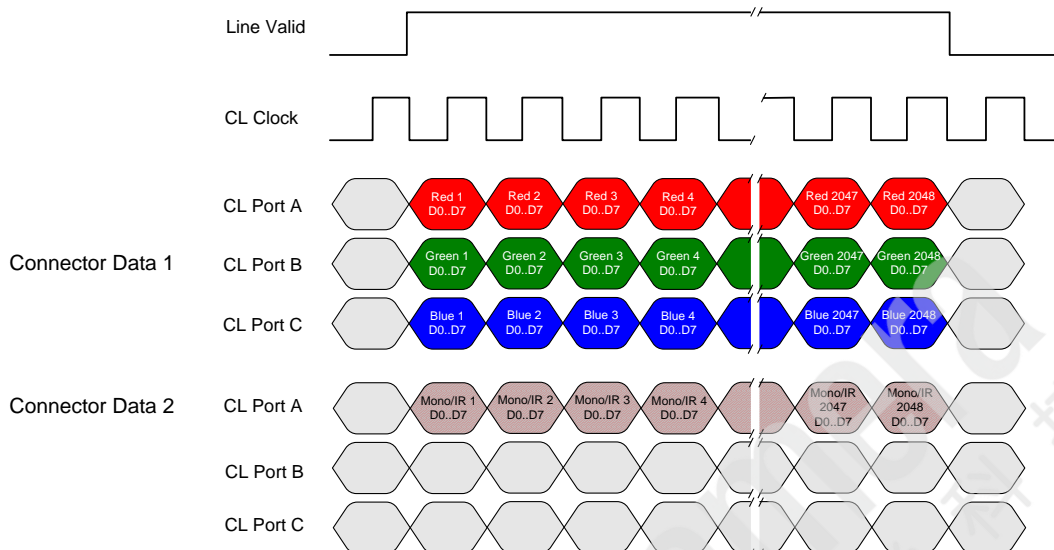 Line Valid
CL Clock
CL Port A
Red 1 Red 2 Red 3 Red 4 Red 2047 Red 2048
D0..D7 D0..D7 D0..D7 D0..D7 D0..D7 D0..D7
Connector Data 1
CL Port B
Green 1 Green 2 Green 3 Green 4 Green 2047 Green 2048
D0..D7 D0..D7 D0..D7 D0..D7 D0..D7 D0..D7
CL Port C
Blue 1 Blue 2 Blue 3 Blue 4 Blue 2047 Blue 2048
D0..D7 D0..D7 D0..D7 D0..D7 D0..D7 D0..D7
Connector Data 2
CL Port A
Mono/IR 1 Mono/IR 2 Mono/IR 3 Mono/IR 4 Mono/IR Mono/IR
2047 2048
D0..D7 D0..D7 D0..D7 D0..D7 D0..D7 D0..D7
CL Port B
CL Port C
科